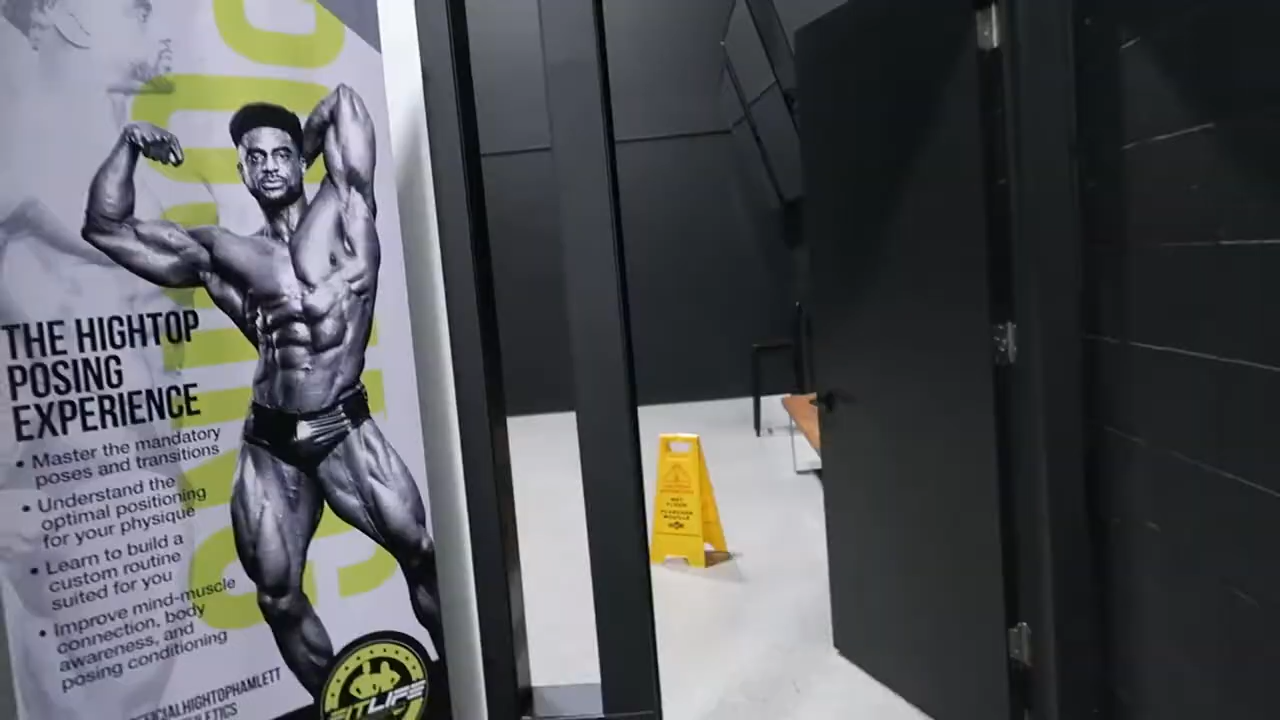 THE HIGHTOP
POSING
EXPERIENCE
• Master the mandatory
poses and transitions
• Understand the
optimal positioning
for your physique
• Learn to build a
custom routine
suited for you
• Improve mind-muscle
connection, body
awareness, and
posing conditioning
FITLIFE